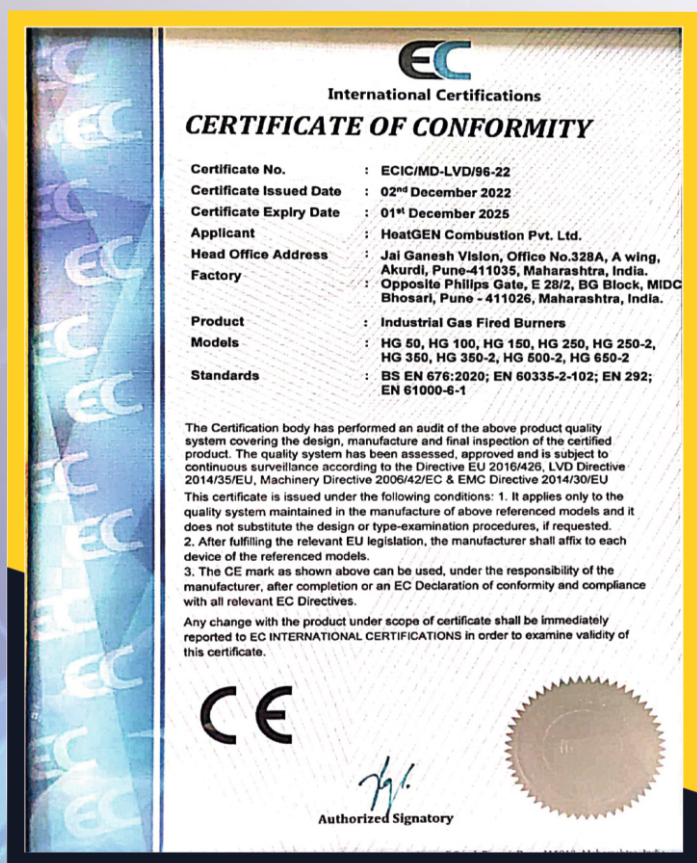 EC
International Certifications
CERTIFICATE OF CONFORMITY
Certificate No. : ECIC/MD-LVD/96-22
Certificate Issued Date : 02nd December 2022
Certificate Expiry Date : 01st December 2025
Applicant : HeatGEN Combustion Pvt. Ltd.
Head Office Address : Jai Ganesh Vision, Office No.328A, A wing,
Akurdi, Pune-411035, Maharashtra, India.
Factory : Opposite Philips Gate, E 28/2, BG Block, MIDC
Bhosari, Pune - 411026, Maharashtra, India.
Product : Industrial Gas Fired Burners
Models : HG 50, HG 100, HG 150, HG 250, HG 250-2,
HG 350, HG 350-2, HG 500-2, HG 650-2
Standards : BS EN 676:2020; EN 60335-2-102; EN 292;
EN 61000-6-1
The Certification body has performed an audit of the above product quality
system covering the design, manufacture and final inspection of the certified
product. The quality system has been assessed, approved and is subject to
continuous surveillance according to the Directive EU 2016/426, LVD Directive
2014/35/EU, Machinery Directive 2006/42/EC & EMC Directive 2014/30/EU
This certificate is issued under the following conditions: 1. It applies only to the
quality system maintained in the manufacture of above referenced models and it
does not substitute the design or type-examination procedures, if requested.
2. After fulfilling the relevant EU legislation, the manufacturer shall affix to each
device of the referenced models.
3. The CE mark as shown above can be used, under the responsibility of the
manufacturer, after completion or an EC Declaration of conformity and compliance
with all relevant EC Directives.
Any change with the product under scope of certificate shall be immediately
reported to EC INTERNATIONAL CERTIFICATIONS in order to examine validity of
this certificate.
CE
Authorized Signatory